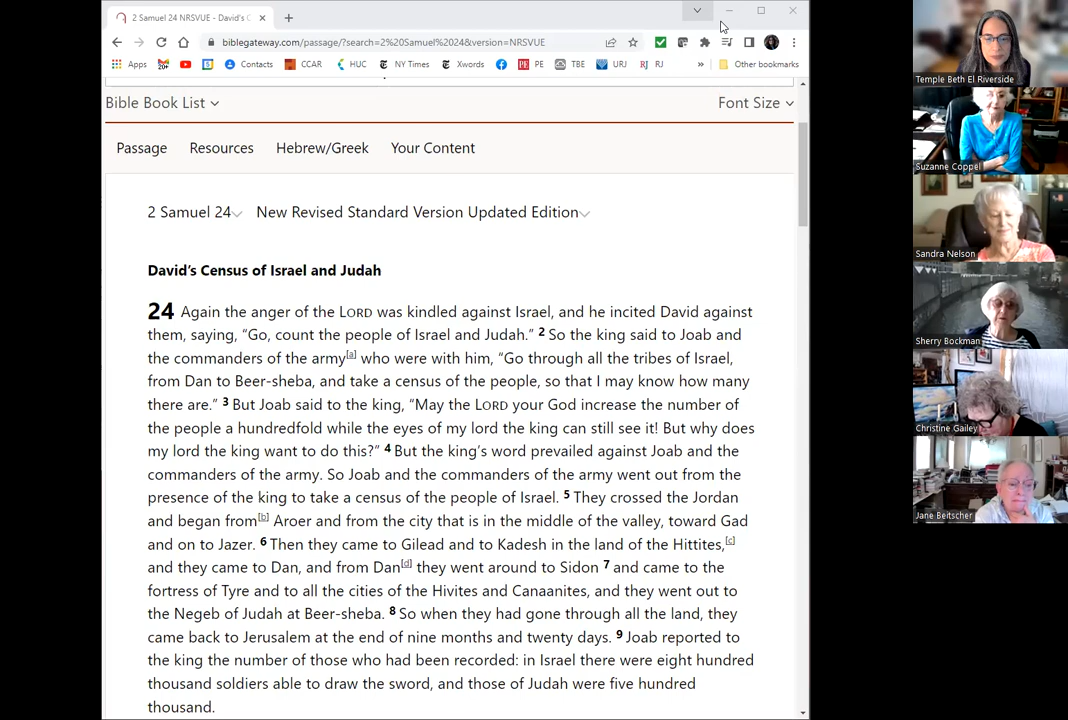 2 Samuel 24 NRSVUE - David's C
biblegateway.com/passage/?search=2%20Samuel%2024&version=NRSVUE
Apps
Contacts
CCAR
HUC
NY Times
Xwords
PE
TBE
URJ
RJ
»
Other bookmarks
Bible Book List
Font Size
Passage
Resources
Hebrew/Greek
Your Content
2 Samuel 24
New Revised Standard Version Updated Edition
David's Census of Israel and Judah
24 Again the anger of the LORD was kindled against Israel, and he incited David against
them, saying, “Go, count the people of Israel and Judah.” 2 So the king said to Joab and
the commanders of the army[a] who were with him, “Go through all the tribes of Israel,
from Dan to Beer-sheba, and take a census of the people, so that I may know how many
there are.” 3 But Joab said to the king, “May the LORD your God increase the number of
the people a hundredfold while the eyes of my lord the king can still see it! But why does
my lord the king want to do this?” 4 But the king’s word prevailed against Joab and the
commanders of the army. So Joab and the commanders of the army went out from the
presence of the king to take a census of the people of Israel. 5 They crossed the Jordan
and began from[b] Aroer and from the city that is in the middle of the valley, toward Gad
and on to Jazer. 6 Then they came to Gilead and to Kadesh in the land of the Hittites,[c]
and they came to Dan, and from Dan[d] they went around to Sidon 7 and came to the
fortress of Tyre and to all the cities of the Hivites and Canaanites, and they went out to
the Negeb of Judah at Beer-sheba. 8 So when they had gone through all the land, they
came back to Jerusalem at the end of nine months and twenty days. 9 Joab reported to
the king the number of those who had been recorded: in Israel there were eight hundred
thousand soldiers able to draw the sword, and those of Judah were five hundred
thousand.
Temple Beth El Riverside
Suzanne Coppel
Sandra Nelson
Sherry Bockman
Christine Gailey
Jane Beitscher